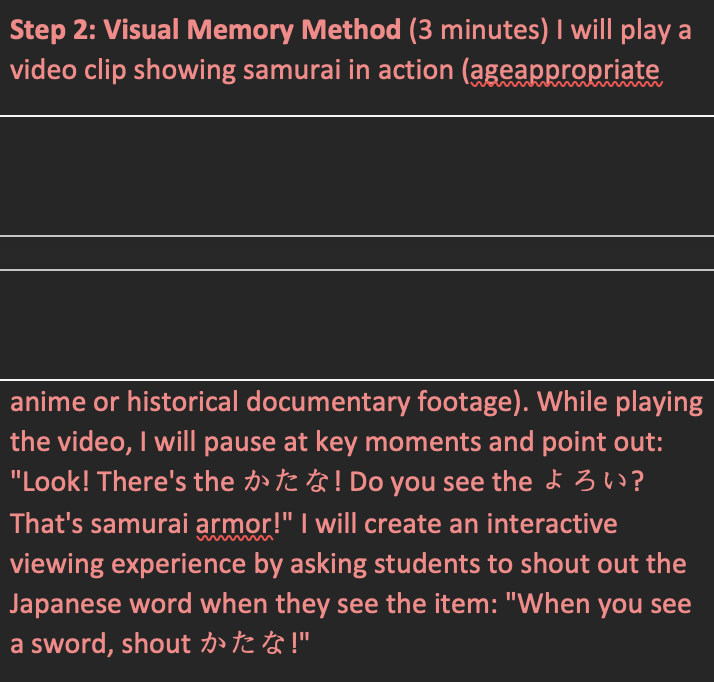 Step 2: Visual Memory Method (3 minutes) I will play a
video clip showing samurai in action (ageappropriate
anime or historical documentary footage). While playing
the video, I will pause at key moments and point out:
"Look! There's the かたな! Do you see the よろい?
That's samurai armor!" I will create an interactive
viewing experience by asking students to shout out the
Japanese word when they see the item: "When you see
a sword, shout かたな!"